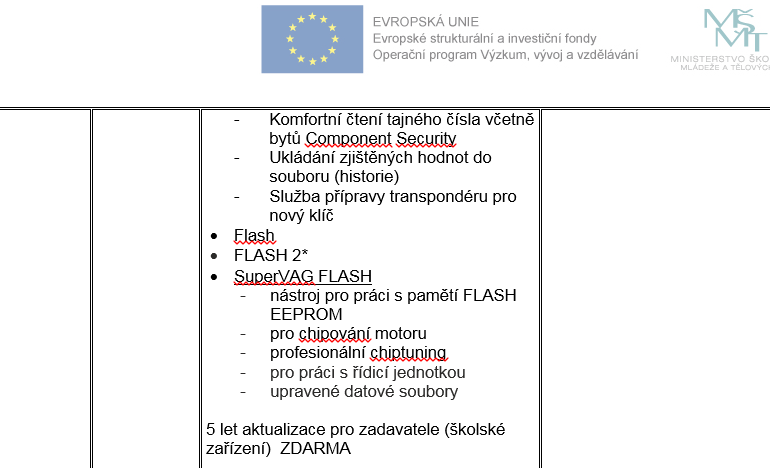 EVROPSKÁ UNIE
Evropské strukturální a investiční fondy
Operační program Výzkum, vývoj a vzdělávání
MŠMT
MINISTERSTVO ŠKO
MLÁDEŽE A TĚLOVÝCH
- Komfortní čtení tajného čísla včetně
bytů Component Security
- Ukládání zjištěných hodnot do
souboru (historie)
- Služba přípravy transpondéru pro
nový klíč
• Flash
• FLASH 2*
• SuperVAG FLASH
- nástroj pro práci s pamětí FLASH
EEPROM
- pro chipování motoru
- profesionální chiptuning
- pro práci s řídicí jednotkou
- upravené datové soubory
5 let aktualizace pro zadavatele (školské
zařízení)  ZDARMA